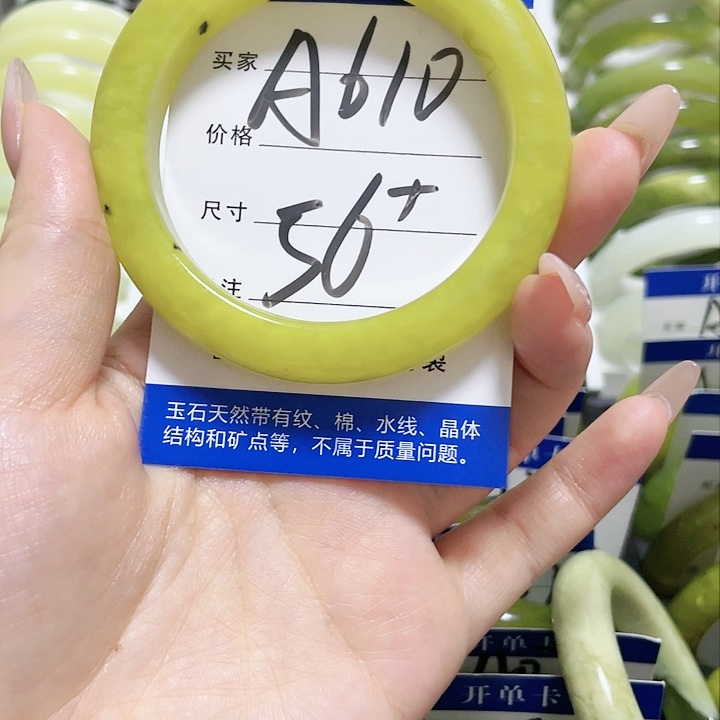 买家 A610
价格
尺寸 56+
注
装
玉石天然带有纹、棉、水线、晶体
结构和矿点等，不属于质量问题。
开单卡
开单卡